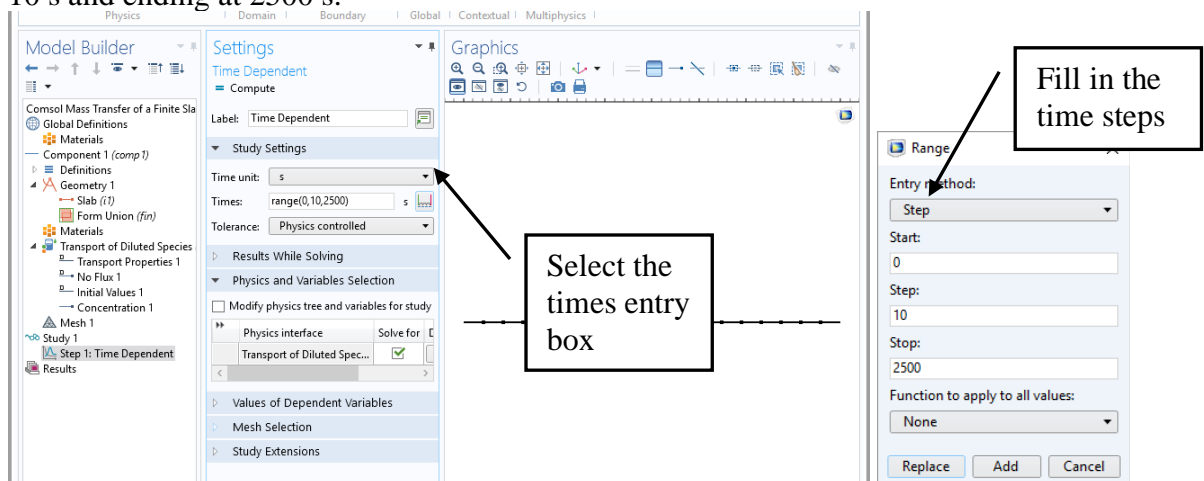 10 s and ending at 2500 s.
Physics
Domain
Boundary
Global
Contextual
Multiphysics
Model Builder
Comsol Mass Transfer of a Finite Sla
Global Definitions
Materials
Component 1 (comp1)
Definitions
Geometry 1
Slab (i1)
Form Union (fin)
Materials
Transport of Diluted Species
Transport Properties 1
No Flux 1
Initial Values 1
Concentration 1
Mesh 1
Study 1
Step 1: Time Dependent
Results
Settings
Time Dependent
= Compute
Label: Time Dependent
Study Settings
Time unit: s
Times: range(0,10,2500) s
Tolerance: Physics controlled
Results While Solving
Physics and Variables Selection
Modify physics tree and variables for study
Physics interface Solve for
Transport of Diluted Spec...
Values of Dependent Variables
Mesh Selection
Study Extensions
Graphics
Select the
times entry
box
Fill in the
time steps
Range
Entry method:
Step
Start:
0
Step:
10
Stop:
2500
Function to apply to all values:
None
Replace Add Cancel